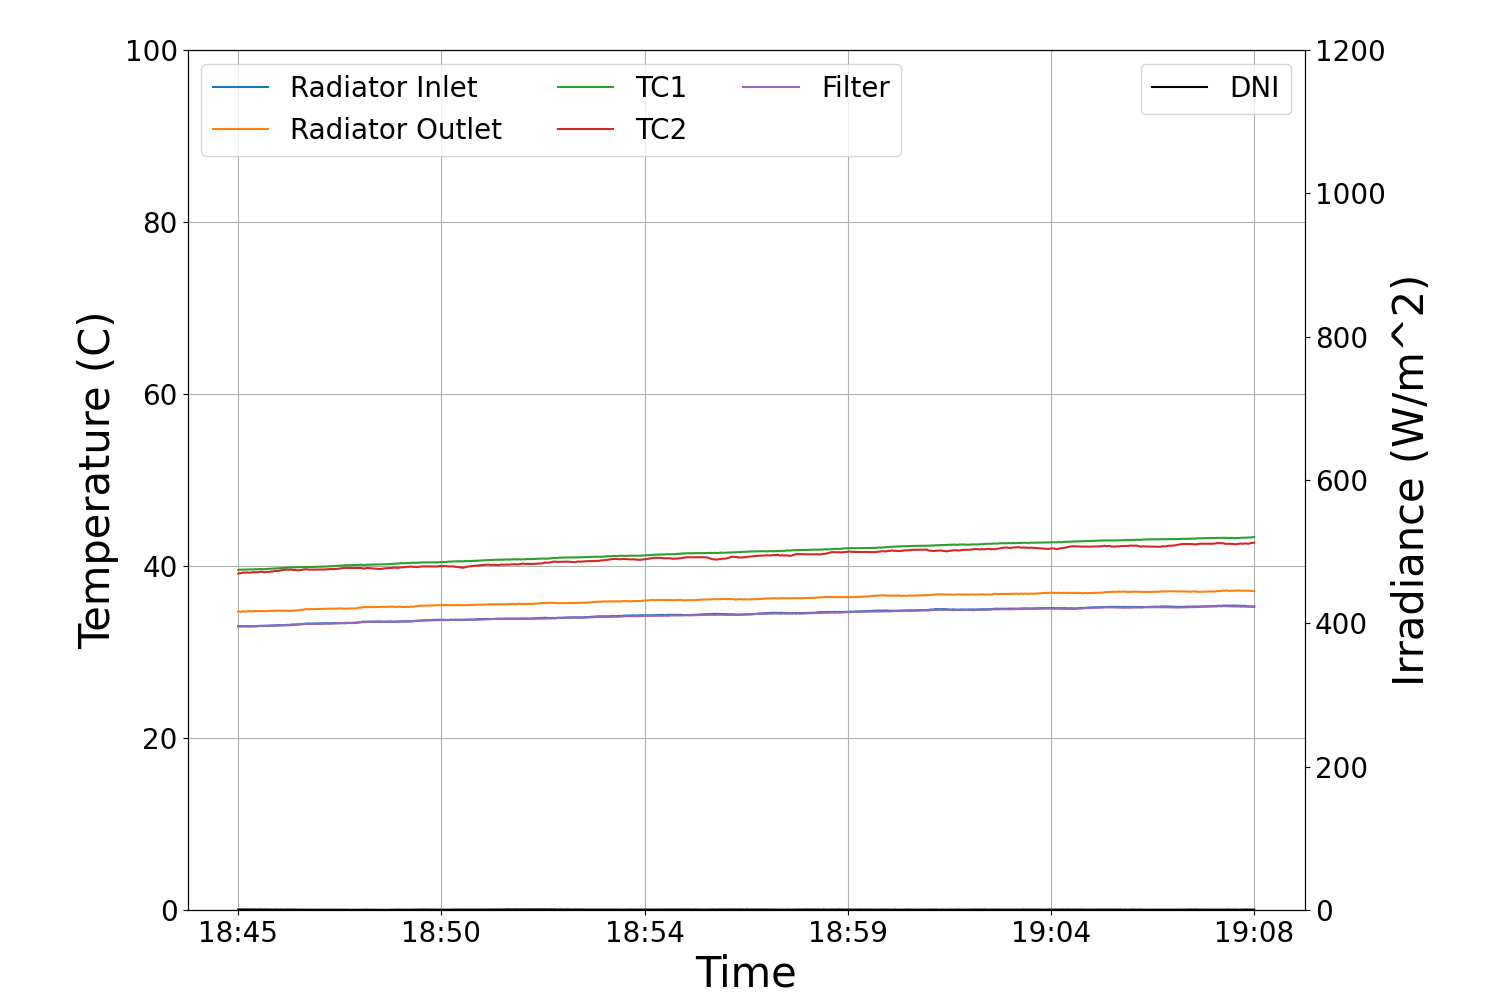 Radiator Inlet
Radiator Outlet
TC1
TC2
Filter
DNI
100
80
60
40
20
0
Temperature (C)
1200
1000
800
600
400
200
0
Irradiance (W/m^2)
18:45
18:50
18:54
18:59
19:04
19:08
Time